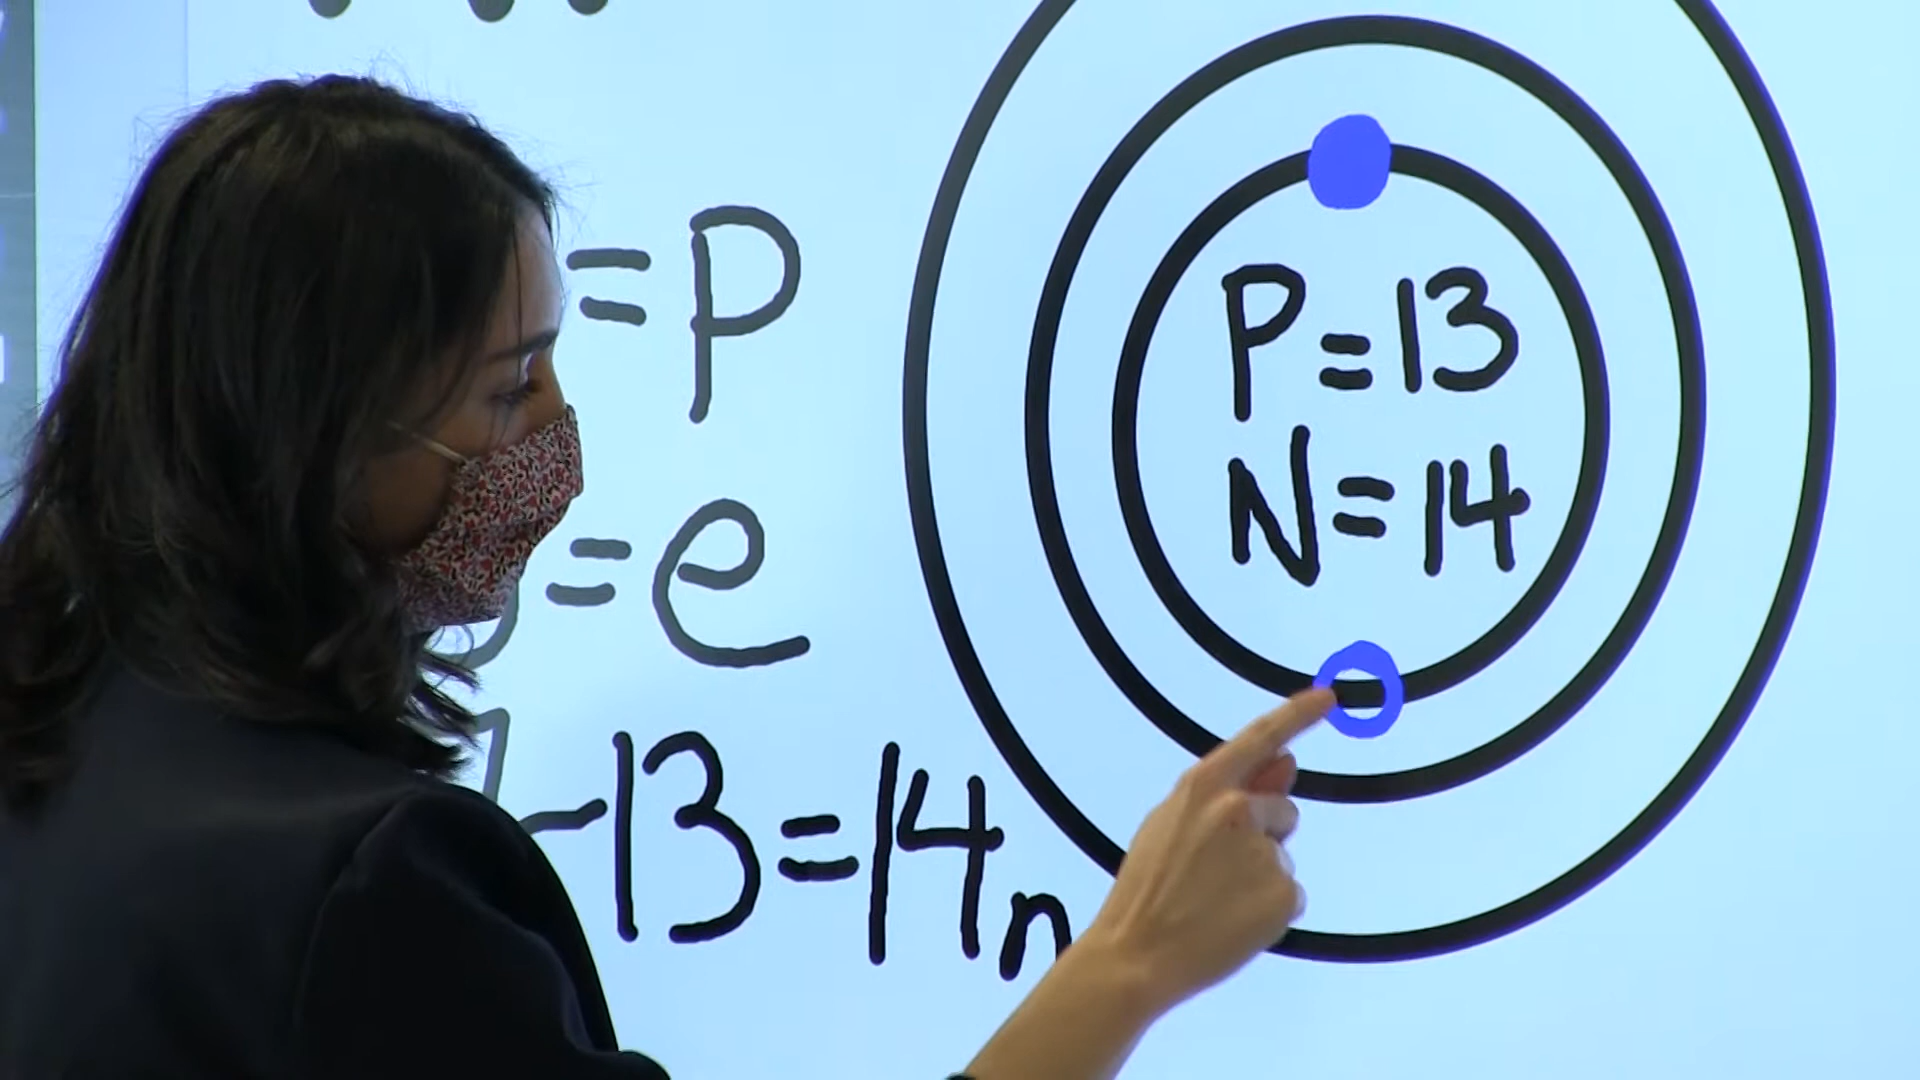 = P
= e
-13=14n
P=13
N=14